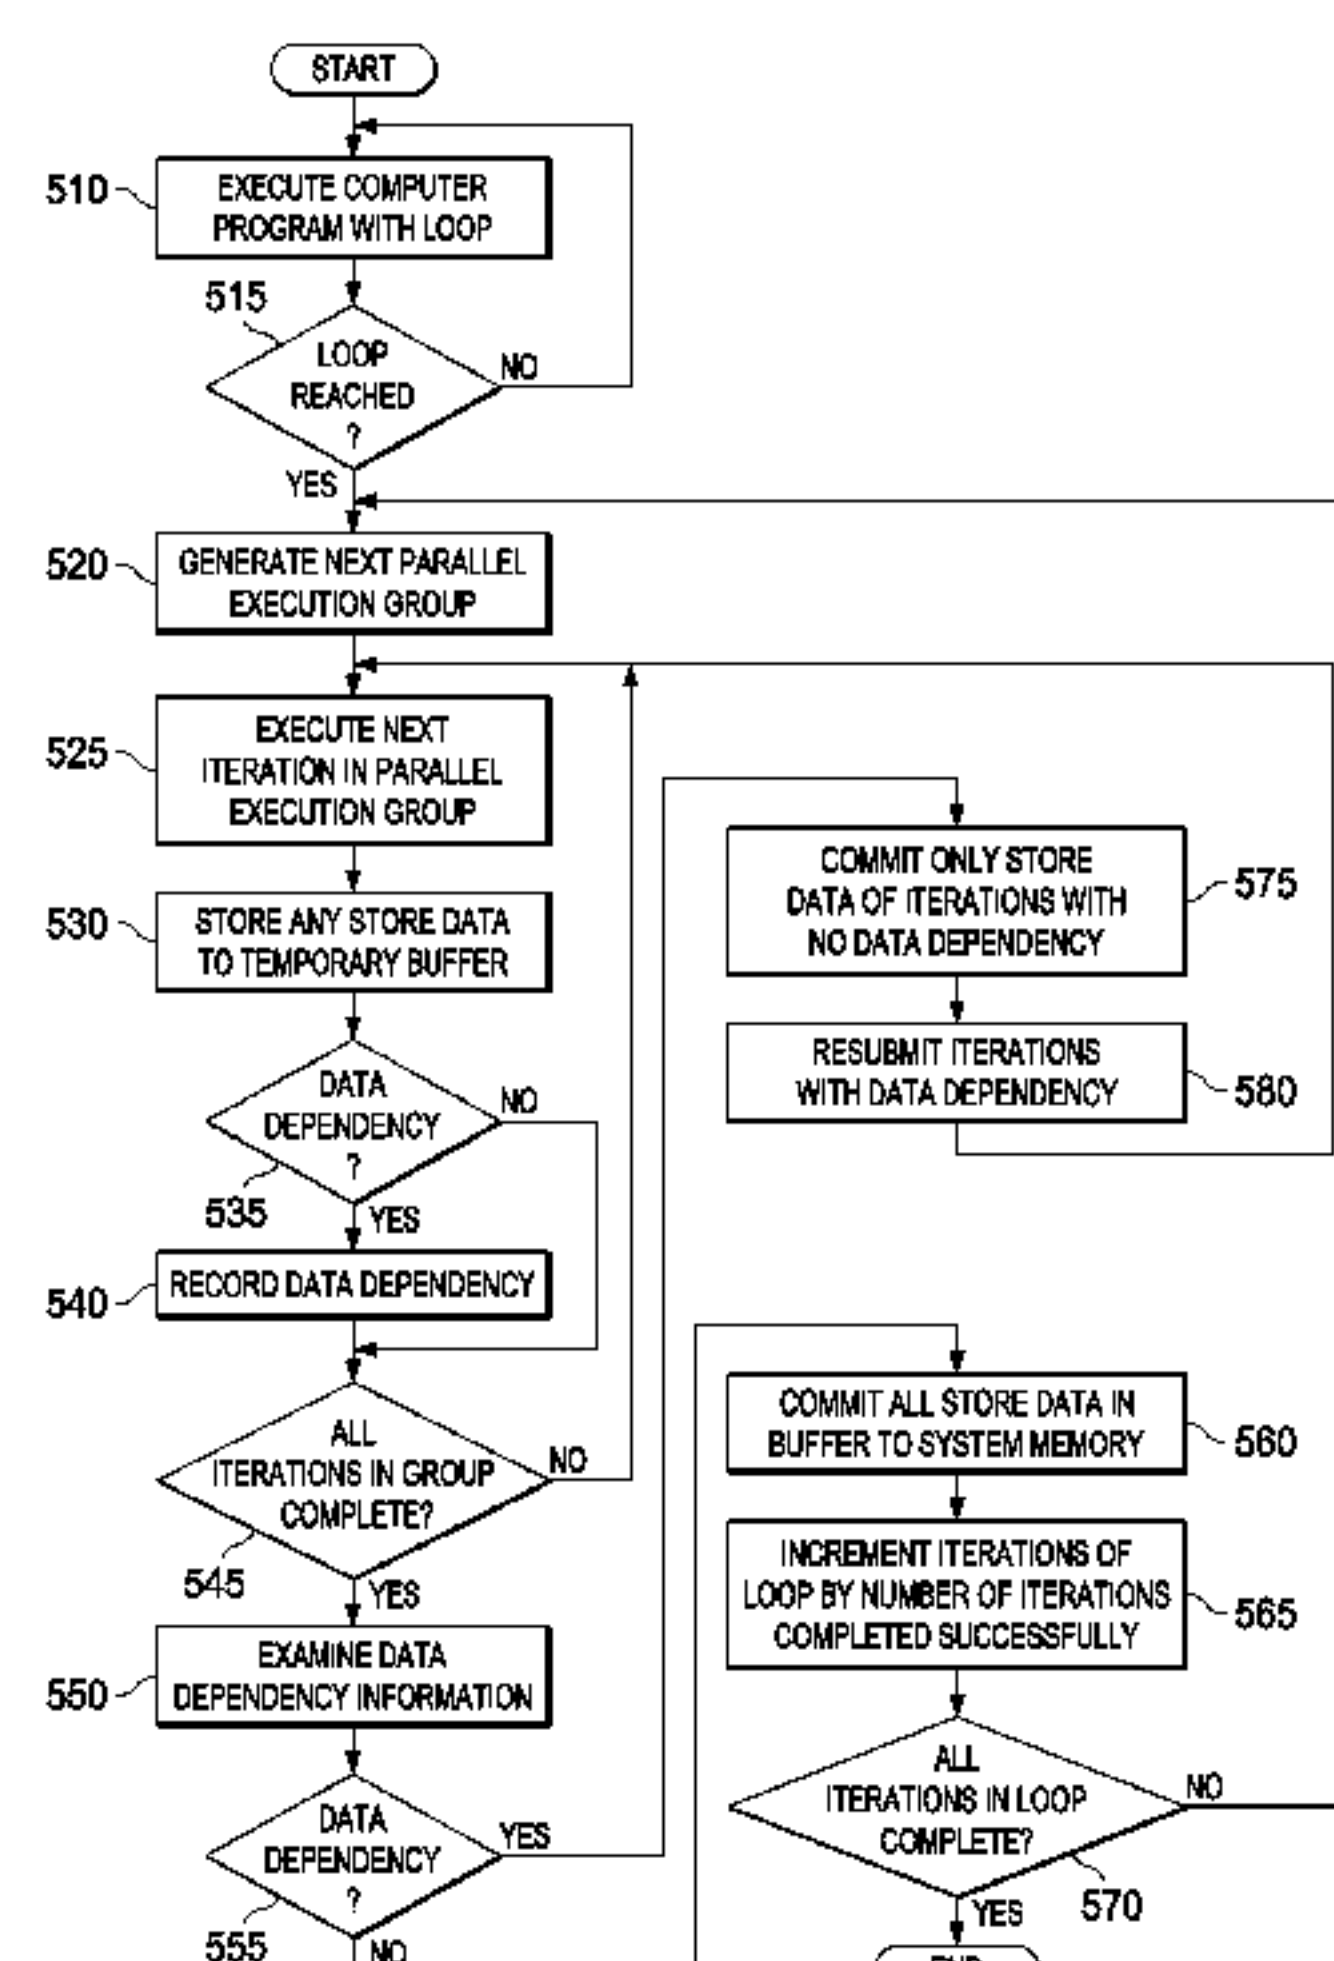 START
510
EXECUTE COMPUTER
PROGRAM WITH LOOP
515
LOOP
REACHED
?
NO
YES
520
GENERATE NEXT PARALLEL
EXECUTION GROUP
525
EXECUTE NEXT
ITERATION IN PARALLEL
EXECUTION GROUP
530
STORE ANY STORE DATA
TO TEMPORARY BUFFER
DATA
DEPENDENCY
?
NO
535
YES
540
RECORD DATA DEPENDENCY
ALL
ITERATIONS IN GROUP
COMPLETE?
NO
545
YES
550
EXAMINE DATA
DEPENDENCY INFORMATION
DATA
DEPENDENCY
?
YES
555
NO
COMMIT ONLY STORE
DATA OF ITERATIONS WITH
NO DATA DEPENDENCY
575
RESUBMIT ITERATIONS
WITH DATA DEPENDENCY
580
COMMIT ALL STORE DATA IN
BUFFER TO SYSTEM MEMORY
560
INCREMENT ITERATIONS OF
LOOP BY NUMBER OF ITERATIONS
COMPLETED SUCCESSFULLY
565
ALL
ITERATIONS IN LOOP
COMPLETE?
NO
570
YES